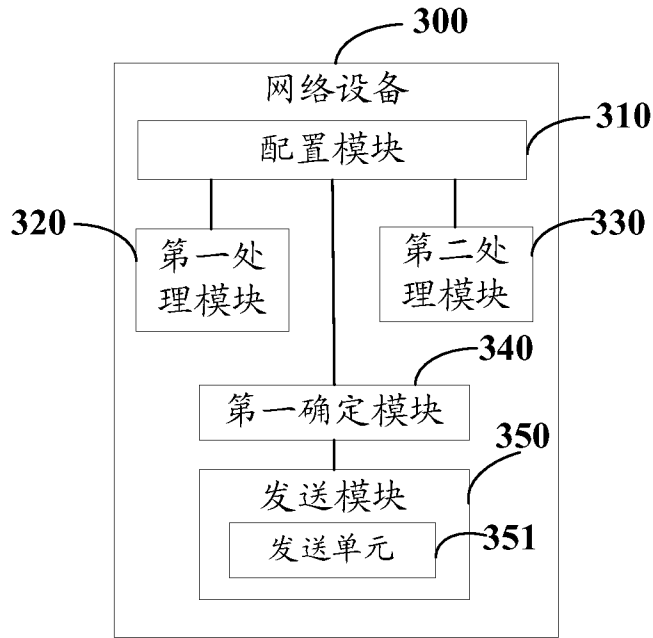 300
网络设备
310
配置模块
320
第一处
理模块
330
第二处
理模块
340
第一确定模块
350
发送模块
351
发送单元